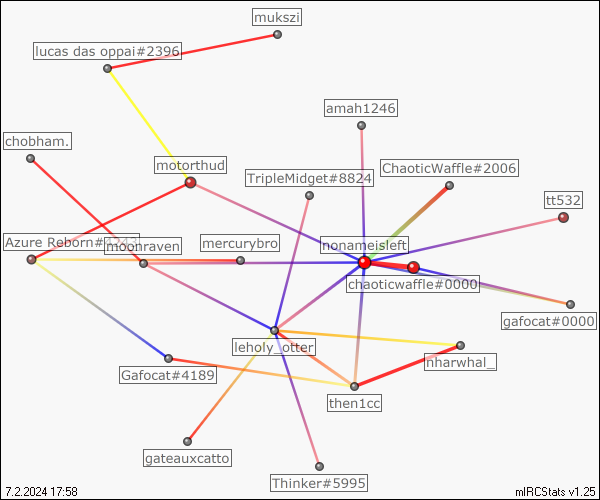 mukszi
lucas das oppai#2396
amah1246
chobham.
motorthud
TripleMidget#8824
ChaoticWaffle#2006
tt532
Azure Reborn#4243
moonraven
mercurybro
nonameisleft
chaoticwaffle#0000
gafocat#0000
leholy_otter
nharwhal_
Gafocat#4189
then1cc
gateauxcatto
Thinker#5995
7.2.2024 17:58
mIRCStats v1.25